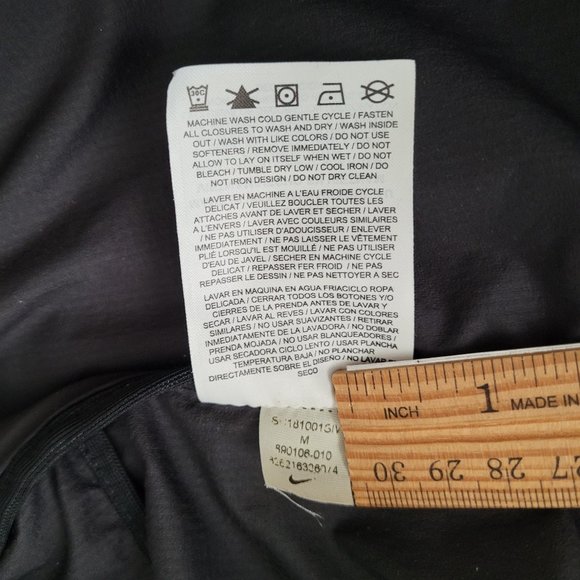 30C
MACHINE WASH COLD GENTLE CYCLE / FASTEN
ALL CLOSURES TO WASH AND DRY / WASH INSIDE
OUT / WASH WITH LIKE COLORS / DO NOT USE
SOFTENERS / REMOVE IMMEDIATELY / DO NOT
ALLOW TO LAY ON ITSELF WHEN WET / DO NOT
BLEACH / TUMBLE DRY LOW / COOL IRON / DO
NOT IRON DESIGN / DO NOT DRY CLEAN
LAVER EN MACHINE A L'EAU FROIDE CYCLE
DELICAT / VEUILLEZ BOUCLER TOUTES LES
ATTACHES AVANT DE LAVER ET SECHER / LAVER
A L'ENVERS / LAVER AVEC COULEURS SIMILAIRES
/ NE PAS UTILISER D'ADOUCISSEUR / ENLEVER
IMMEDIATEMENT / NE PAS LAISSER LE VÊTEMENT
PLIÉ LORSQU'IL EST MOUILLÉ / NE PAS UTILISER
D'EAU DE JAVEL / SECHER EN MACHINE CYCLE
DELICAT / REPASSER FER FROID / NE PAS
REPASSER LE DESSIN / NE PAS NETTOYER A SEC
LAVAR EN MAQUINA EN AGUA FRIACICLO ROPA
DELICADA / CERRAR TODOS LOS BOTONES Y/O
CIERRES DE LA PRENDA ANTES DE LAVAR Y
SECAR / LAVAR AL REVES / LAVAR CON COLORES
SIMILARES / NO USAR SUAVIZANTES / RETIRAR
INMEDIATAMENTE DE LA LAVADORA / NO DOBLAR
PRENDA MOJADA / NO USAR BLANQUEADORES /
USAR SECADORA CICLO LENTO / USAR PLANCHA
TEMPERATURA BAJA / NO PLANCHAR
DIRECTAMENTE SOBRE EL DISEÑO / NO LAVAR EN
SECO
M
890106-010
INCH 1 MADE IN
30 29 28 27